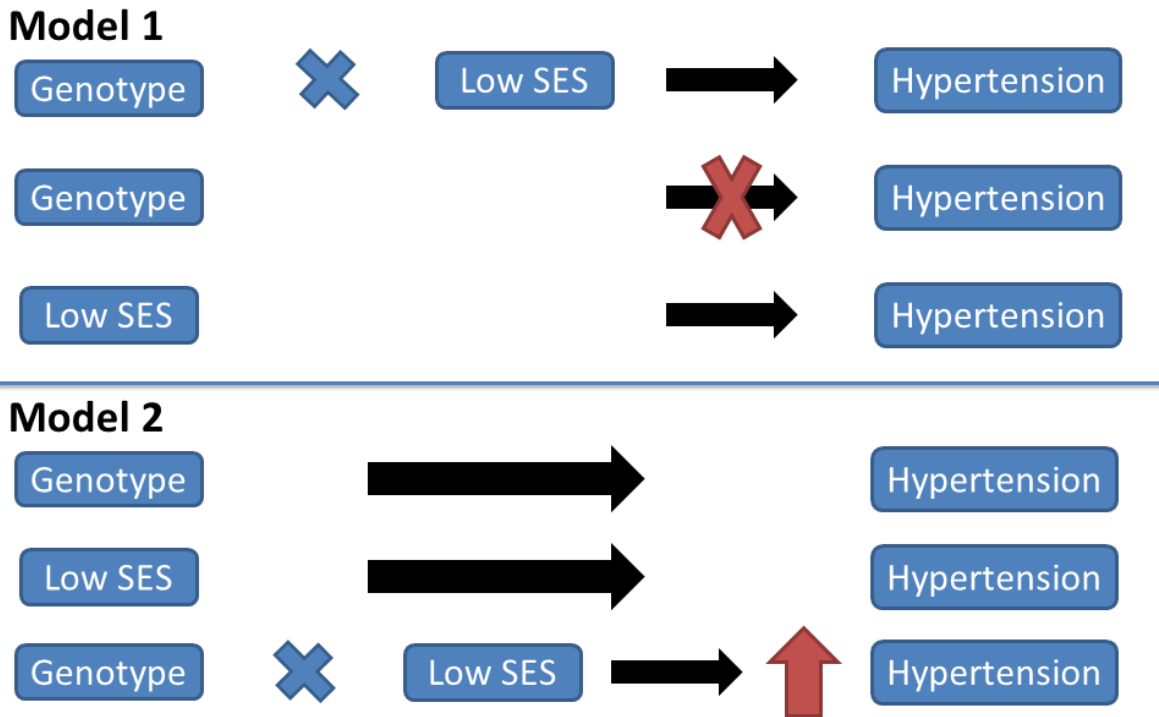 Model 1
Genotype Low SES Hypertension
Genotype Hypertension
Low SES Hypertension
Model 2
Genotype Hypertension
Low SES Hypertension
Genotype Low SES Hypertension